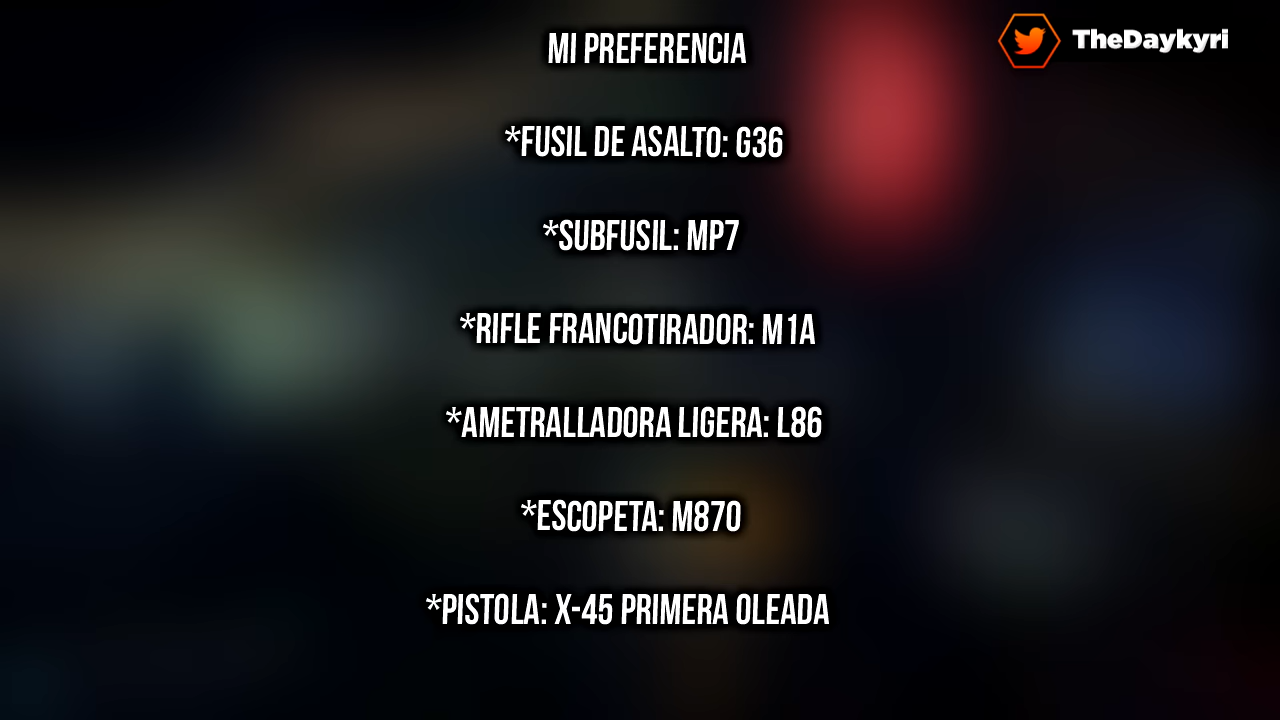 MI PREFERENCIA
TheDaykyri
*FUSIL DE ASALTO: G36
*SUBFUSIL: MP7
*RIFLE FRANCOTIRADOR: M1A
*AMETRALLADORA LIGERA: L86
*ESCOPETA: M870
*PISTOLA: X-45 PRIMERA OLEADA